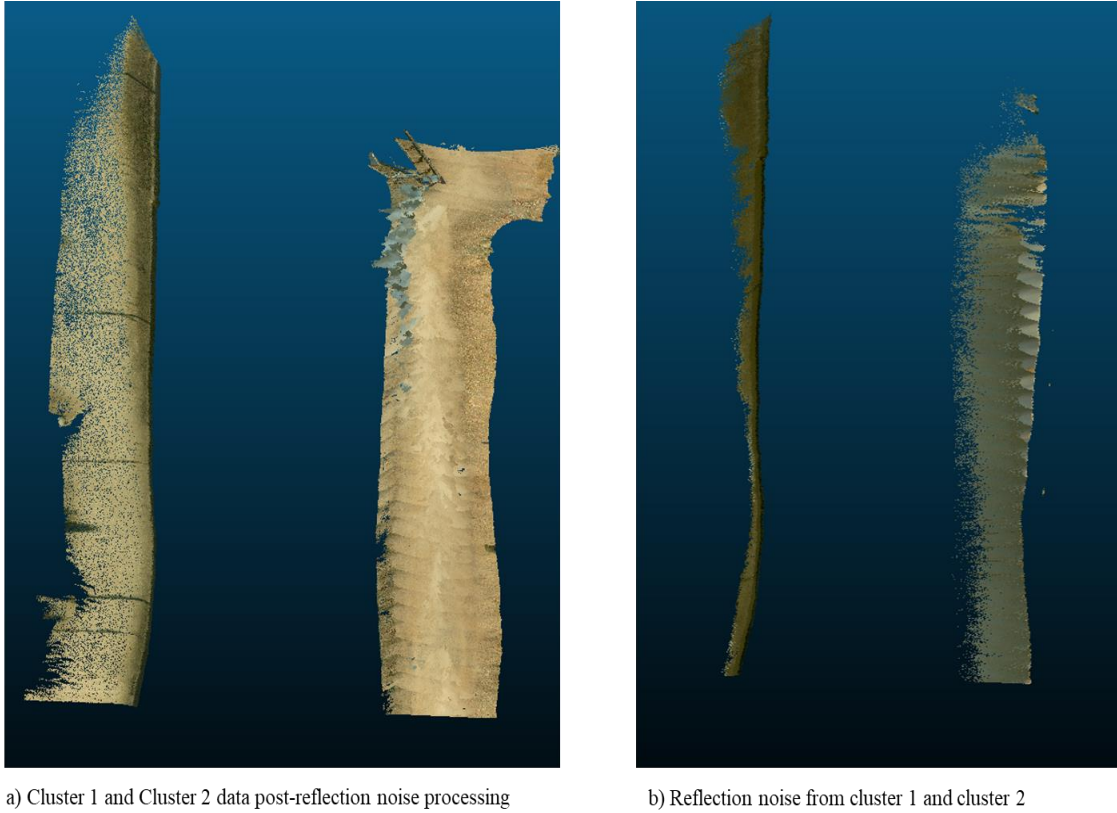 a) Cluster 1 and Cluster 2 data post-reflection noise processing
b) Reflection noise from cluster 1 and cluster 2